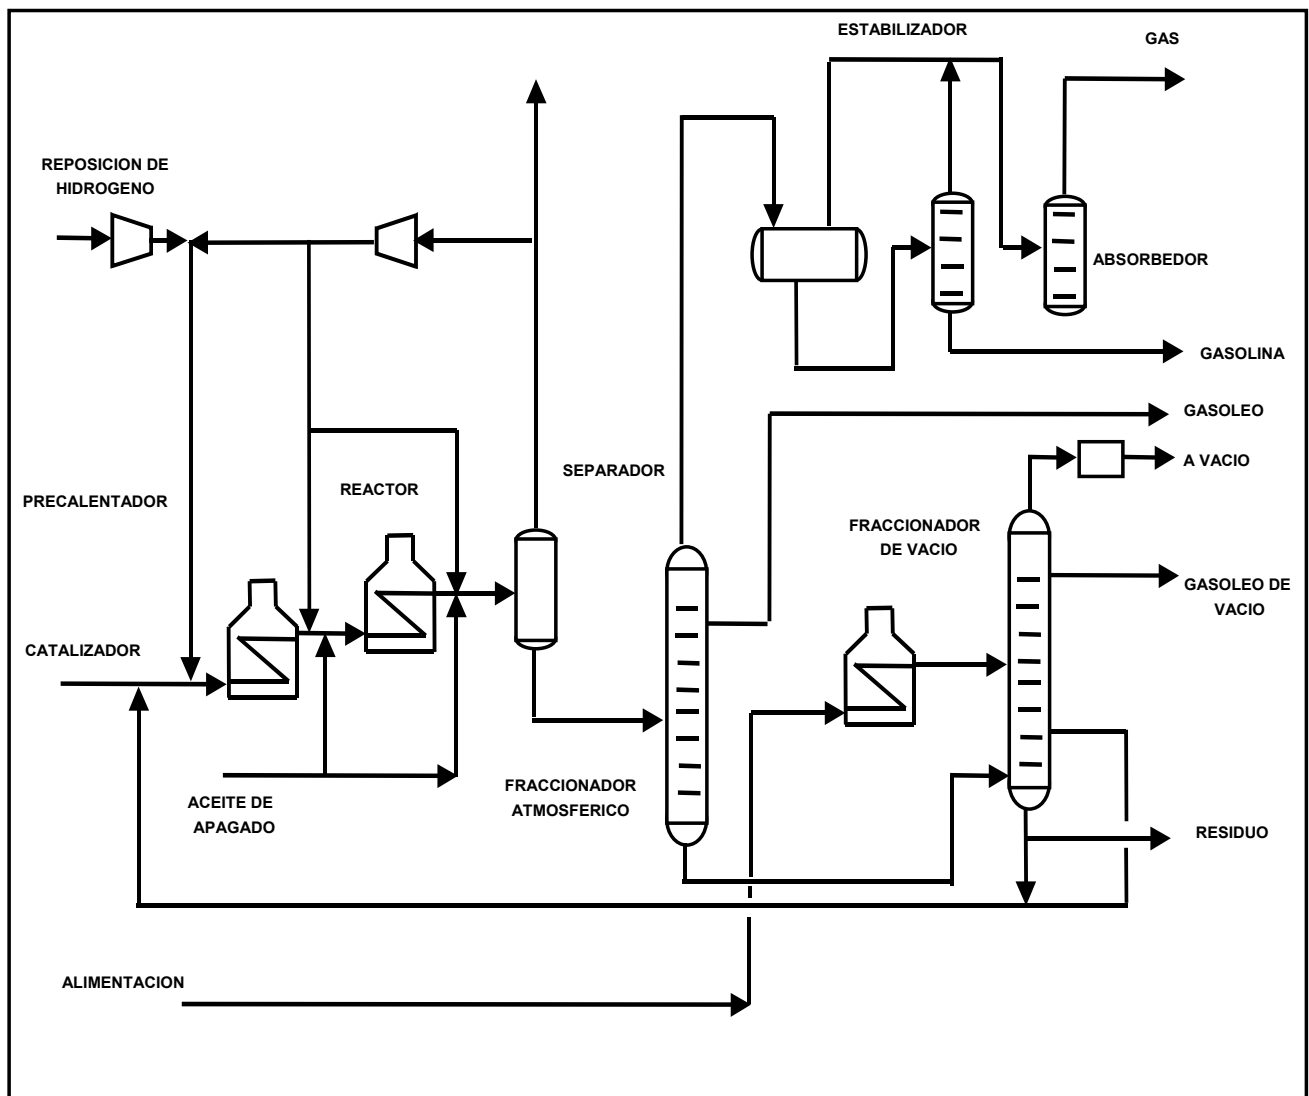 ESTABILIZADOR
GAS
REPOSICION DE
HIDROGENO
ABSORBEDOR
GASOLINA
GASOLEO
A VACIO
SEPARADOR
REACTOR
PRECALENTADOR
FRACCIONADOR
DE VACIO
GASOLEO DE
VACIO
CATALIZADOR
FRACCIONADOR
ATMOSFERICO
ACEITE DE
APAGADO
RESIDUO
ALIMENTACION